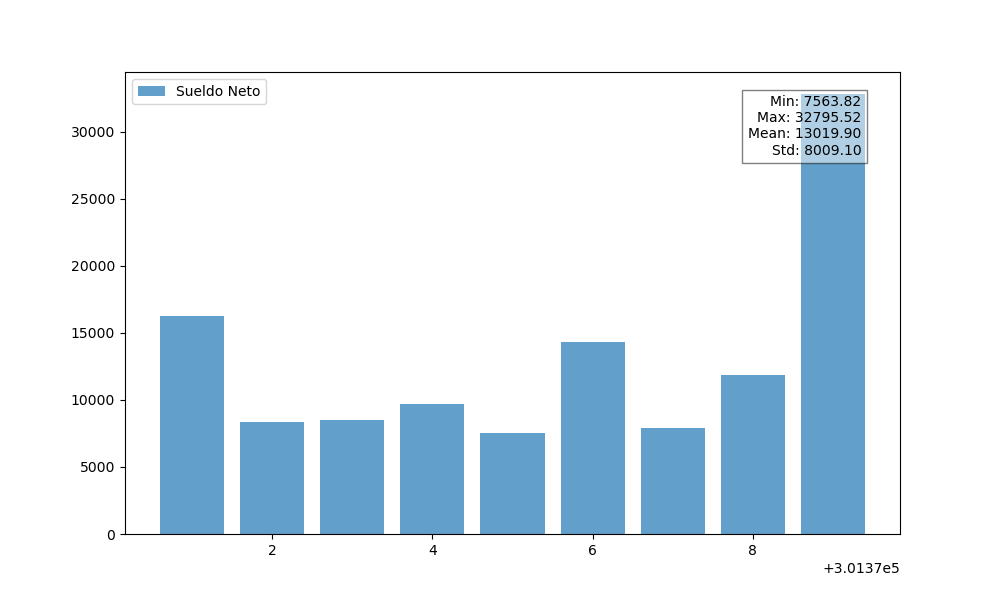 Sueldo Neto
Min: 7563.82
Max: 32795.52
Mean: 13019.90
Std: 8009.10
30000
25000
20000
15000
10000
5000
0
2 4 6 8
+3.0137e5